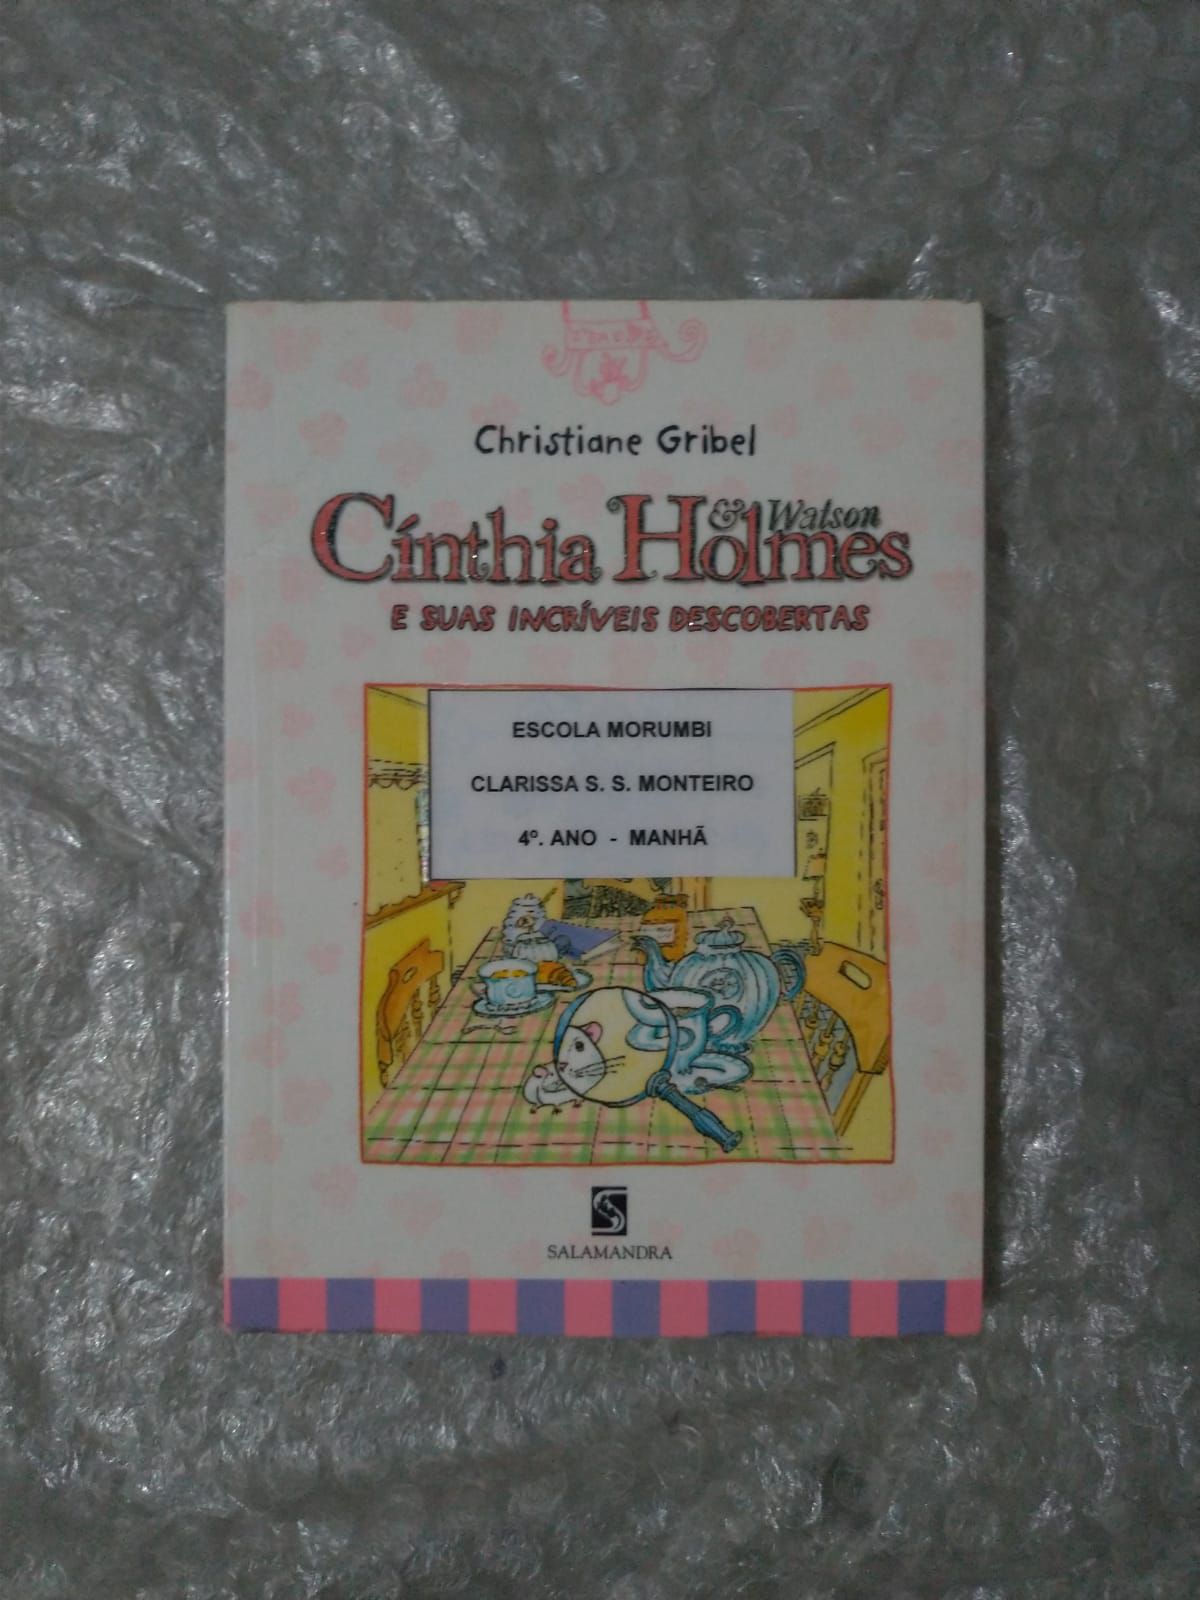 Christiane Gribel
Cínthia Holmes & Watson
E SUAS INCRÍVEIS DESCOBERTAS
ESCOLA MORUMBI
CLARISSA S. S. MONTEIRO
4º. ANO - MANHÃ
S
SALAMANDRA